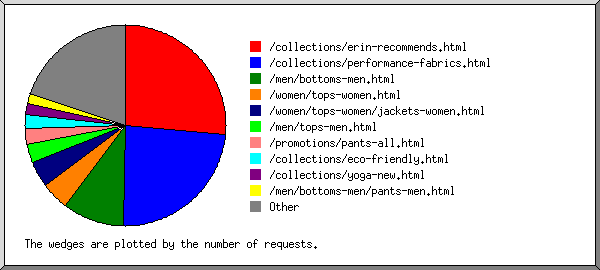 /collections/erin-recommends.html
/collections/performance-fabrics.html
/men/bottoms-men.html
/women/tops-women.html
/women/tops-women/jackets-women.html
/men/tops-men.html
/promotions/pants-all.html
/collections/eco-friendly.html
/collections/yoga-new.html
/men/bottoms-men/pants-men.html
Other
The wedges are plotted by the number of requests.